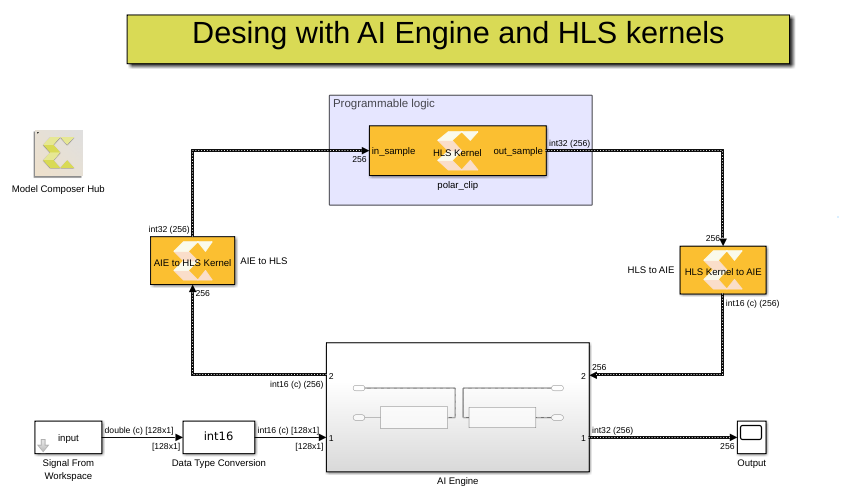 Desing with AI Engine and HLS kernels
Programmable logic
in_sample
HLS Kernel
out_sample
256
int32 (256)
polar_clip
Model Composer Hub
int32 (256)
AIE to HLS Kernel
AIE to HLS
256
256
HLS to AIE
HLS Kernel to AIE
int16 (c) (256)
2
int16 (c) (256)
256
2
input
double (c) [128x1]
[128x1]
int16
int16 (c) [128x1]
[128x1]
1
1
int32 (256)
256
Signal From
Workspace
Data Type Conversion
AI Engine
Output